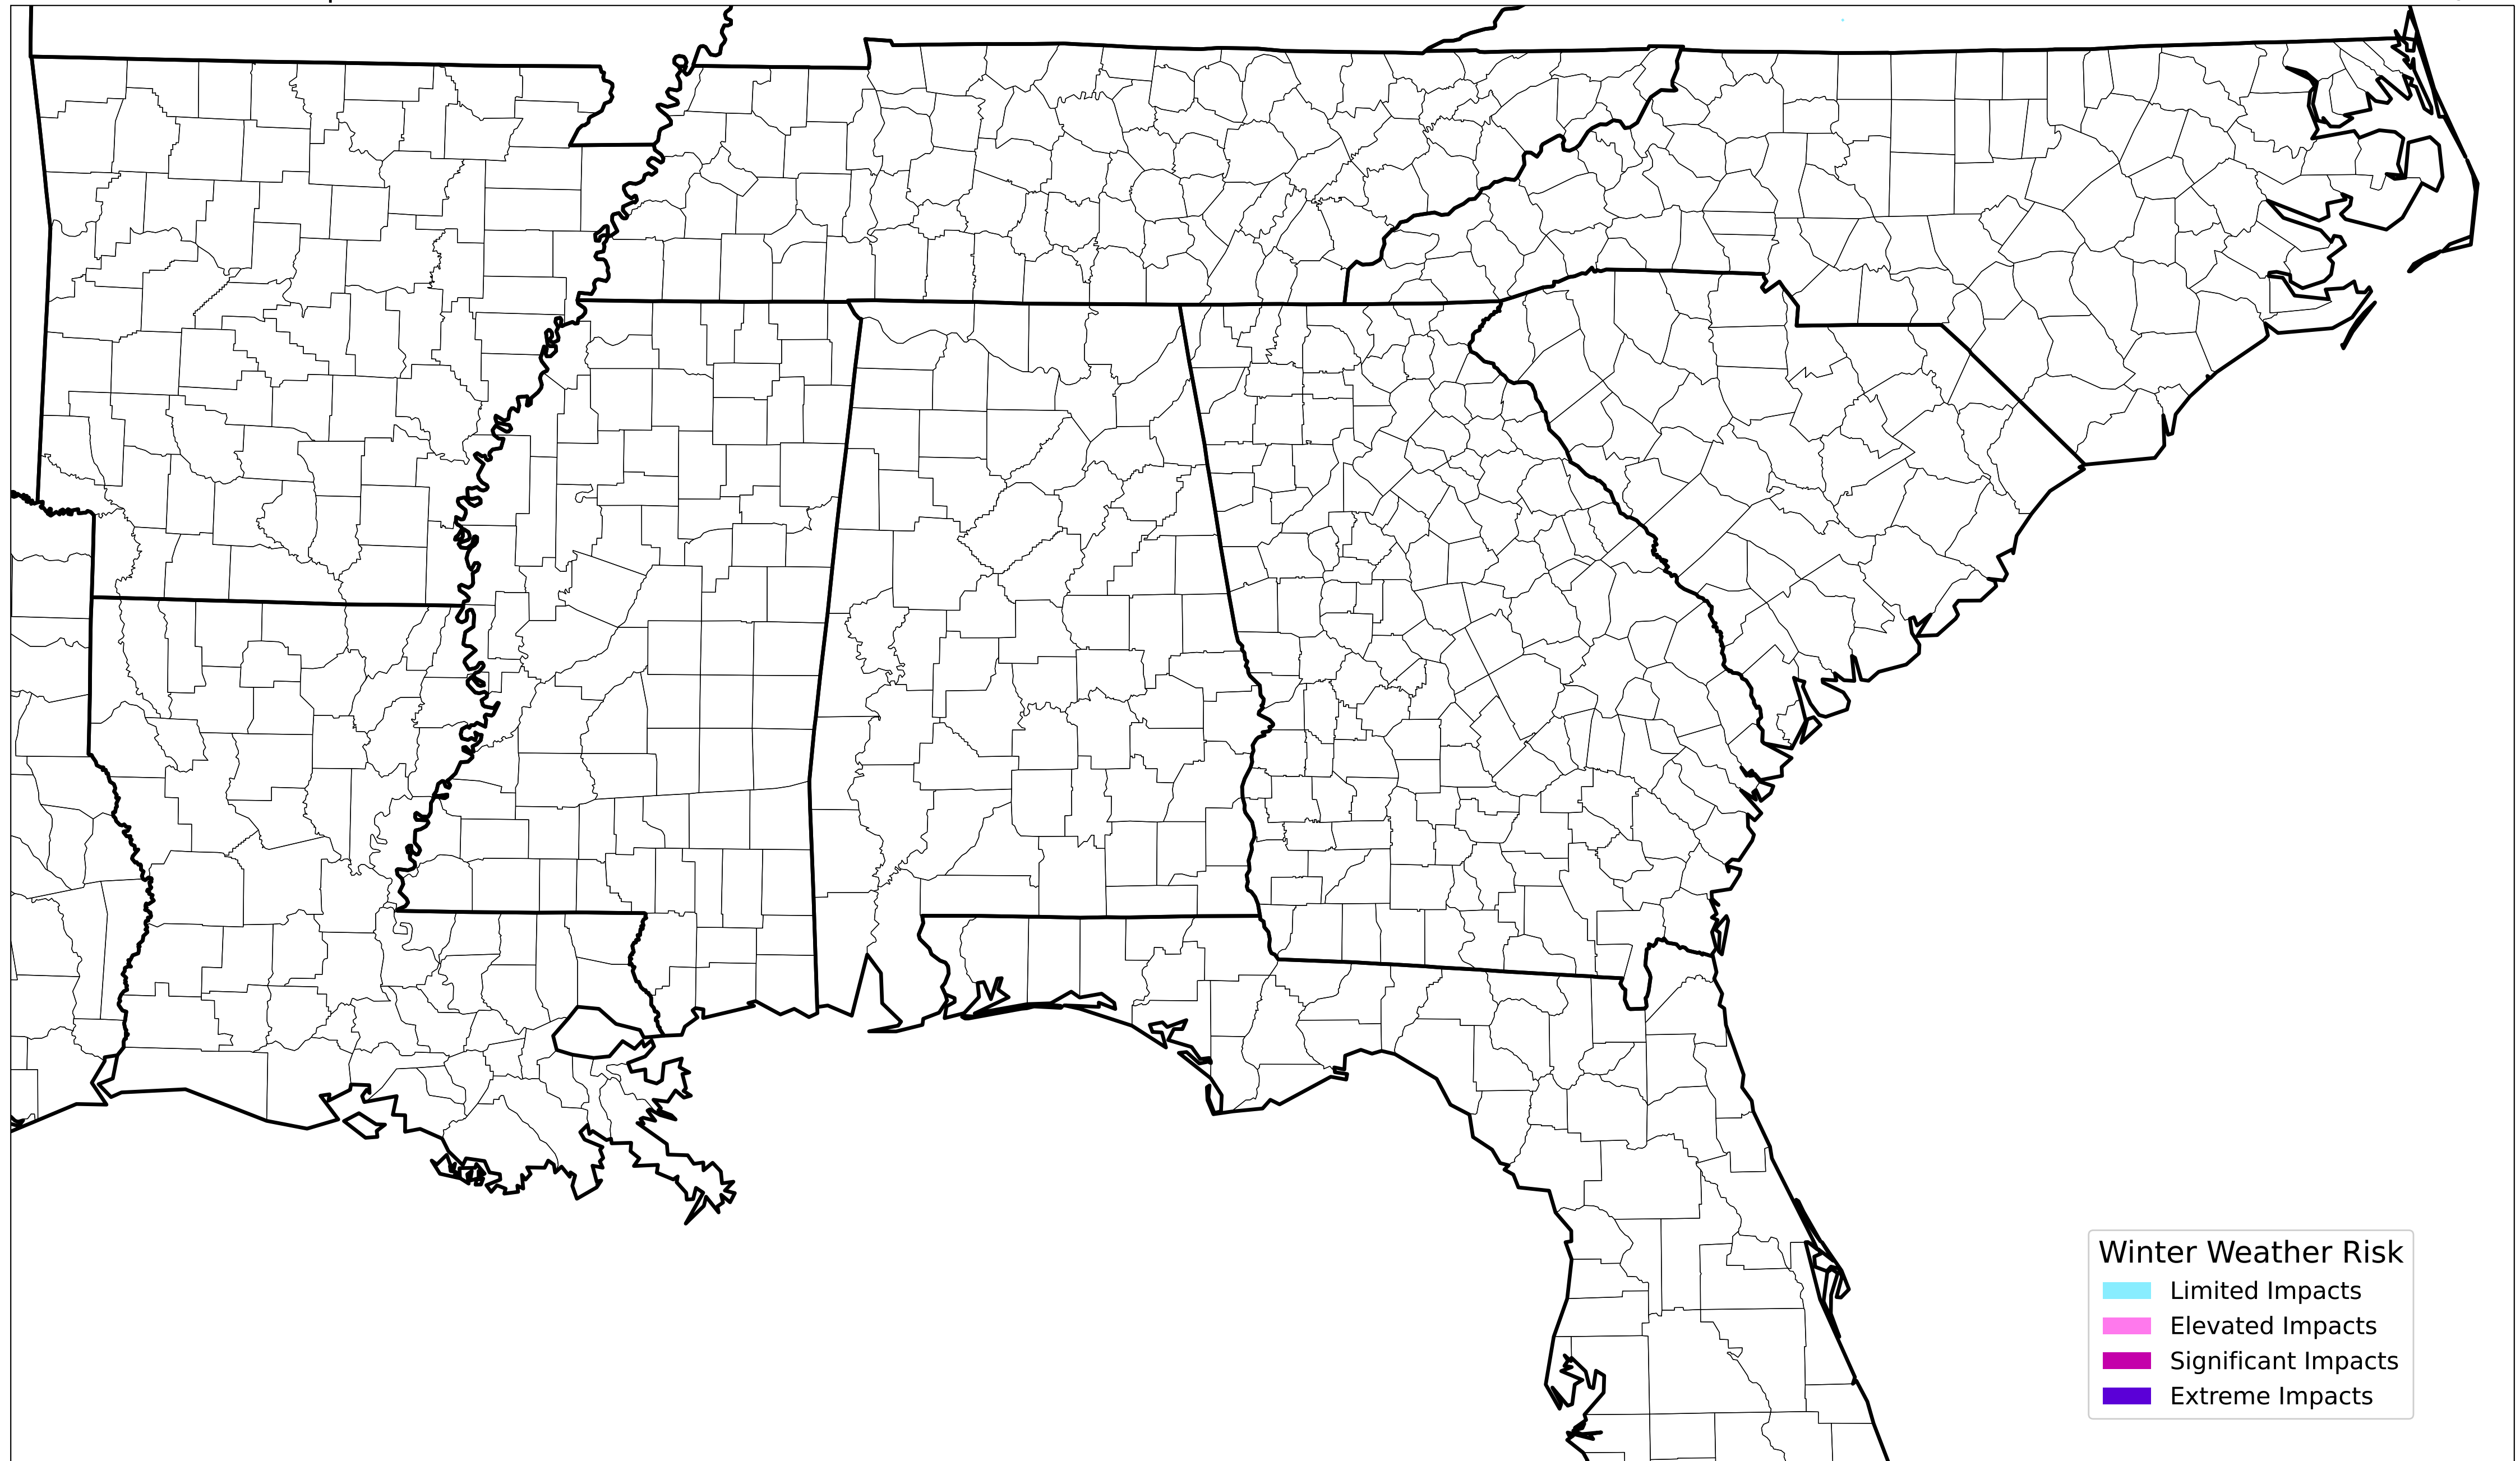 Winter Weather Risk
Limited Impacts
Elevated Impacts
Significant Impacts
Extreme Impacts